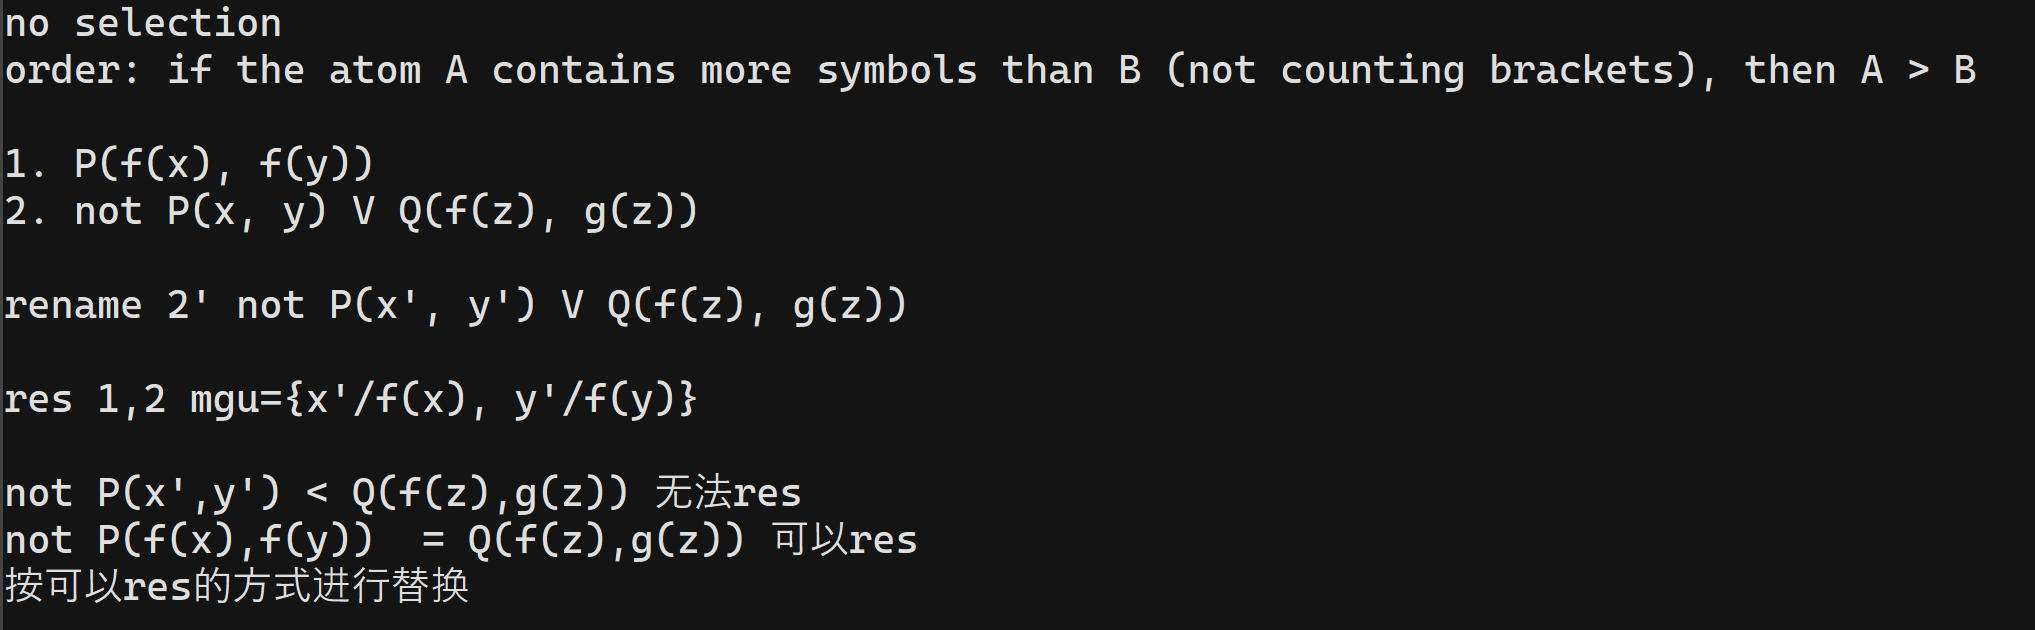 no selection
order: if the atom A contains more symbols than B (not counting brackets), then A > B
1. P(f(x), f(y))
2. not P(x, y) V Q(f(z), g(z))
rename 2' not P(x', y') V Q(f(z), g(z))
res 1,2 mgu={x'/f(x), y'/f(y)}
not P(x',y') < Q(f(z),g(z)) 无法res
not P(f(x),f(y))  = Q(f(z),g(z)) 可以res
按可以res的方式进行替换